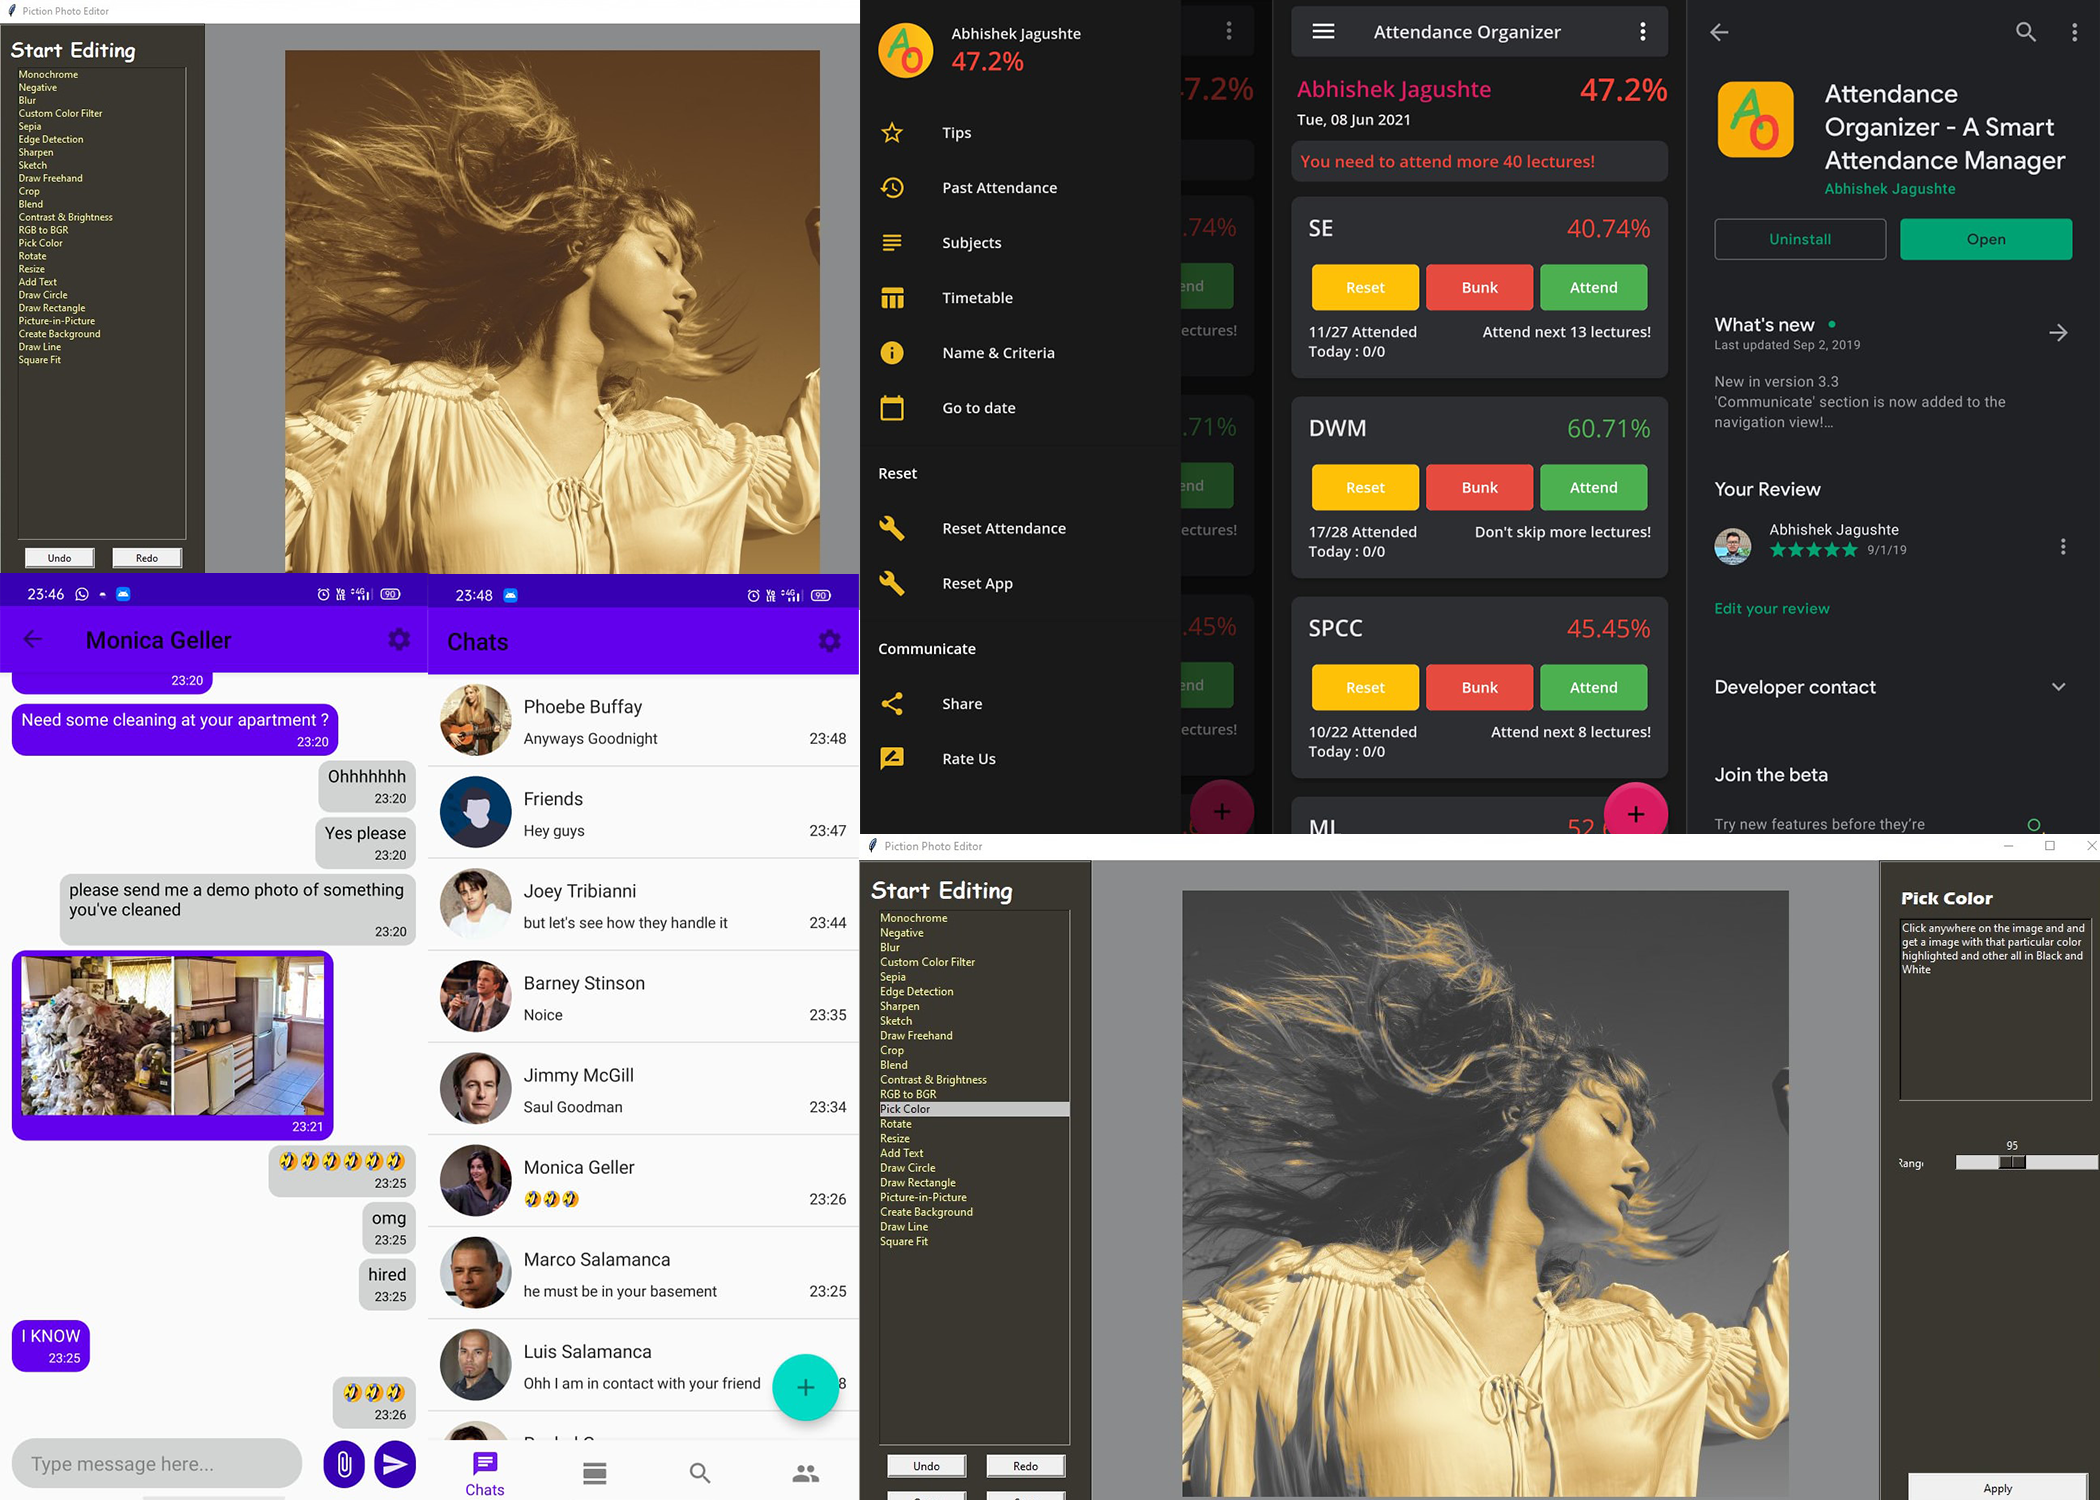 Piction Photo Editor
Start Editing
Monochrome
Negative
Blur
Custom Color Filter
Sepia
Edge Detection
Sharpen
Sketch
Draw Freehand
Crop
Blend
Contrast & Brightness
RGB to BGR
Pick Color
Rotate
Resize
Add Text
Draw Circle
Draw Rectangle
Picture-in-Picture
Create Background
Draw Line
Square Fit
Undo Redo
Abhishek Jagushte
47.2%
Tips
Past Attendance
Subjects
Timetable
Name & Criteria
Go to date
Reset
Reset Attendance
Reset App
Communicate
Share
Rate Us
7.2%
.74%
end
ectures!
.71%
end
ectures!
.45%
end
ectures!
Attendance Organizer
Abhishek Jagushte 47.2%
Tue, 08 Jun 2021
You need to attend more 40 lectures!
SE 40.74%
Reset Bunk Attend
11/27 Attended Attend next 13 lectures!
Today : 0/0
DWM 60.71%
Reset Bunk Attend
17/28 Attended Don't skip more lectures!
Today : 0/0
SPCC 45.45%
Reset Bunk Attend
10/22 Attended Attend next 8 lectures!
Today : 0/0
ML 52.
AO
Attendance
Organizer - A Smart
Attendance Manager
Abhishek Jagushte
Uninstall Open
What's new
Last updated Sep 2, 2019
New in version 3.3
'Communicate' section is now added to the
navigation view!...
Your Review
Abhishek Jagushte
9/1/19
Edit your review
Developer contact
Join the beta
Try new features before they're
23:46 90
Monica Geller
23:20
Need some cleaning at your apartment ?
23:20
Ohhhhhhh
23:20
Yes please
23:20
please send me a demo photo of something
you've cleaned
23:20
23:21
🤣🤣🤣🤣🤣🤣
23:25
omg
23:25
hired
23:25
I KNOW
23:25
🤣🤣🤣
23:26
Type message here...
23:48 90
Chats
Phoebe Buffay
Anyways Goodnight 23:48
Friends
Hey guys 23:47
Joey Tribianni
but let's see how they handle it 23:44
Barney Stinson
Noice 23:35
Jimmy McGill
Saul Goodman 23:34
Monica Geller
🤣🤣🤣 23:26
Marco Salamanca
he must be in your basement 23:25
Luis Salamanca
Ohh I am in contact with your friend 8
Chats
Piction Photo Editor
Start Editing
Monochrome
Negative
Blur
Custom Color Filter
Sepia
Edge Detection
Sharpen
Sketch
Draw Freehand
Crop
Blend
Contrast & Brightness
RGB to BGR
Pick Color
Rotate
Resize
Add Text
Draw Circle
Draw Rectangle
Picture-in-Picture
Create Background
Draw Line
Square Fit
Undo Redo
Pick Color
Click anywhere on the image and and
get a image with that particular color
highlighted and other all in Black and
White
95
Range
Apply